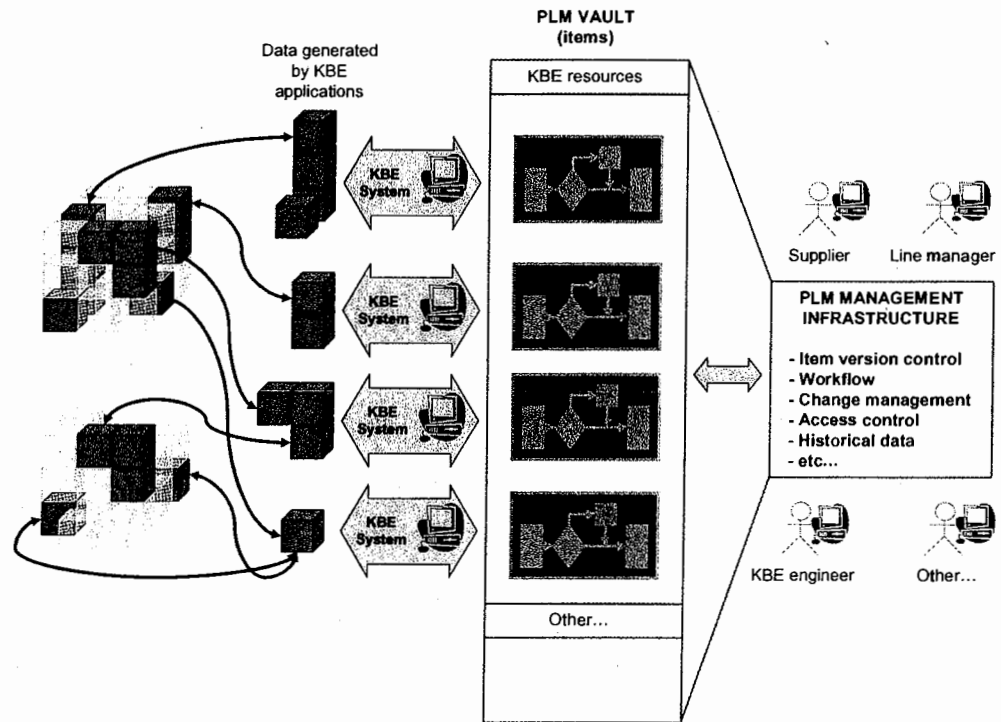 PLM VAULT
(items)
Data generated
by KBE
applications
KBE resources
KBE
System
KBE
System
KBE
System
KBE
System
Other...
Supplier
Line manager
PLM MANAGEMENT
INFRASTRUCTURE
- Item version control
- Workflow
- Change management
- Access control
- Historical data
- etc...
KBE engineer
Other...